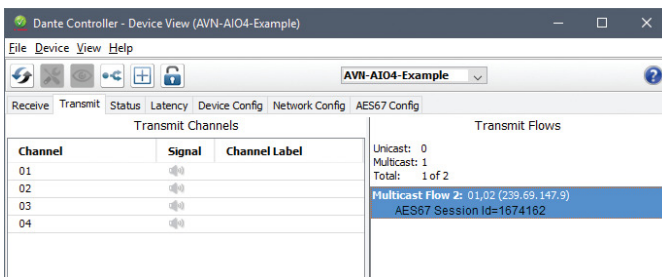 Dante Controller - Device View (AVN-AIO4-Example)
File Device View Help
AVN-AIO4-Example
Receive Transmit Status Latency Device Config Network Config AES67 Config
Transmit Channels
Channel Signal Channel Label
01
02
03
04
Transmit Flows
Unicast: 0
Multicast: 1
Total: 1 of 2
Multicast Flow 2: 01,02 (239.69.147.9)
AES67 Session Id=1674162